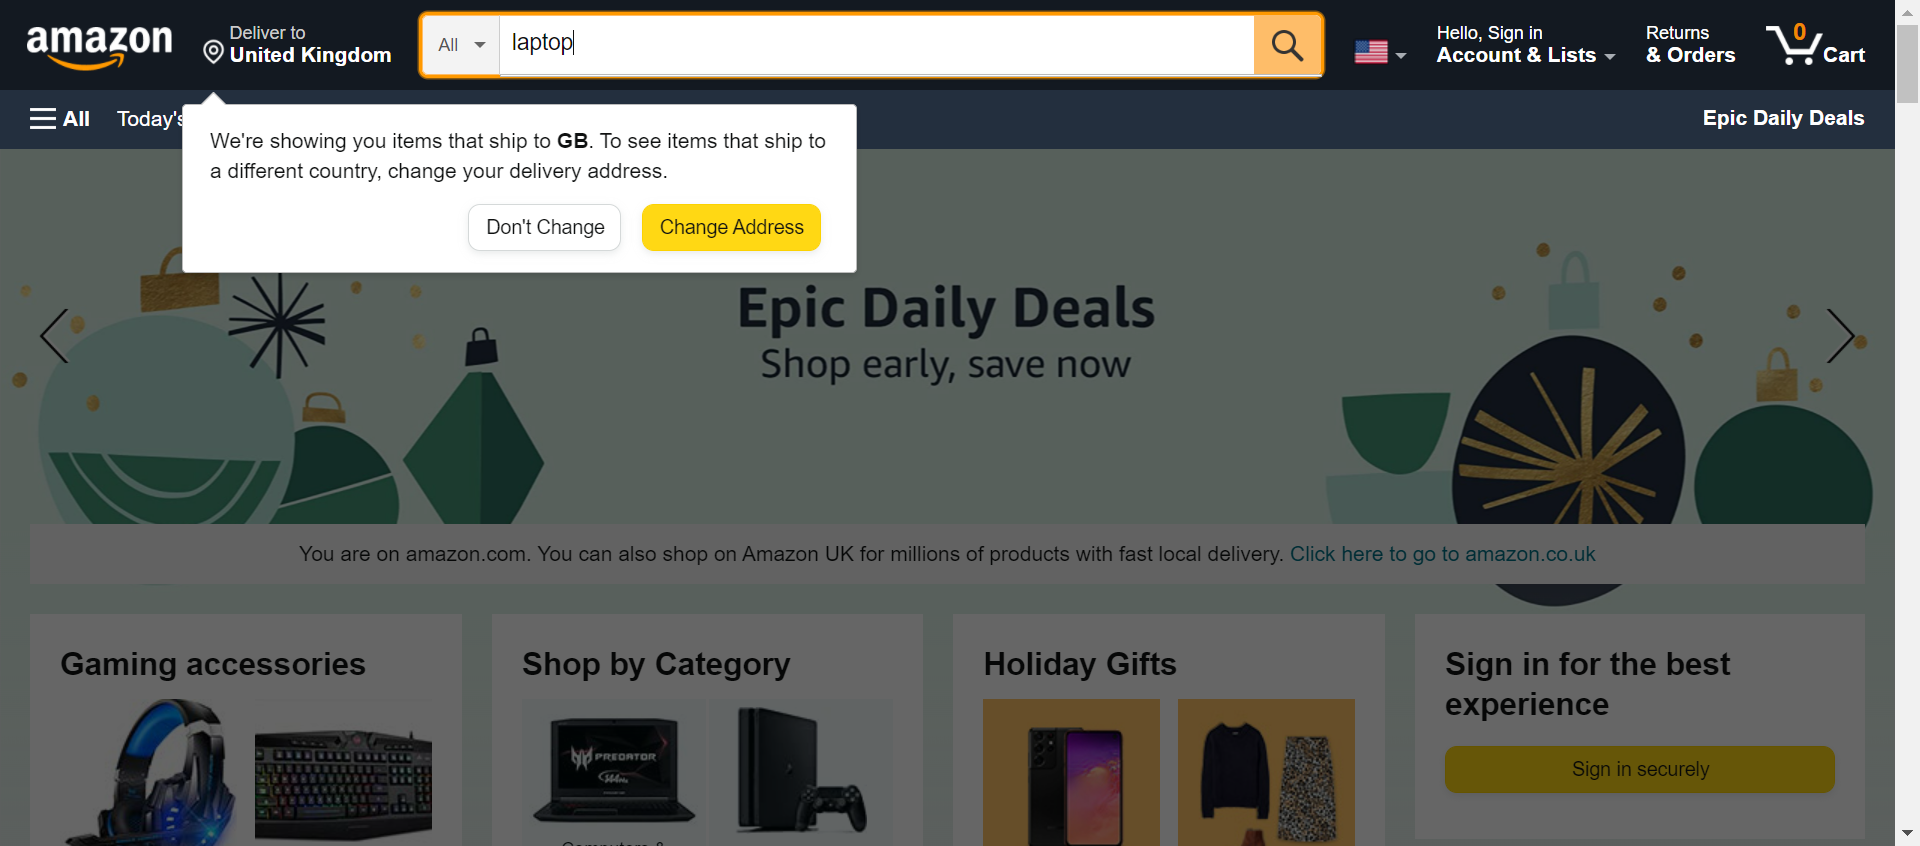 amazon
Deliver to
United Kingdom
All
laptop
Hello, Sign in
Account & Lists
Returns
& Orders
0
Cart
All
Today's
Epic Daily Deals
We're showing you items that ship to GB. To see items that ship to
a different country, change your delivery address.
Don't Change
Change Address
Epic Daily Deals
Shop early, save now
You are on amazon.com. You can also shop on Amazon UK for millions of products with fast local delivery. Click here to go to amazon.co.uk
Gaming accessories
Shop by Category
PREDATOR
144Hz
Computers &
Holiday Gifts
Sign in for the best
experience
Sign in securely